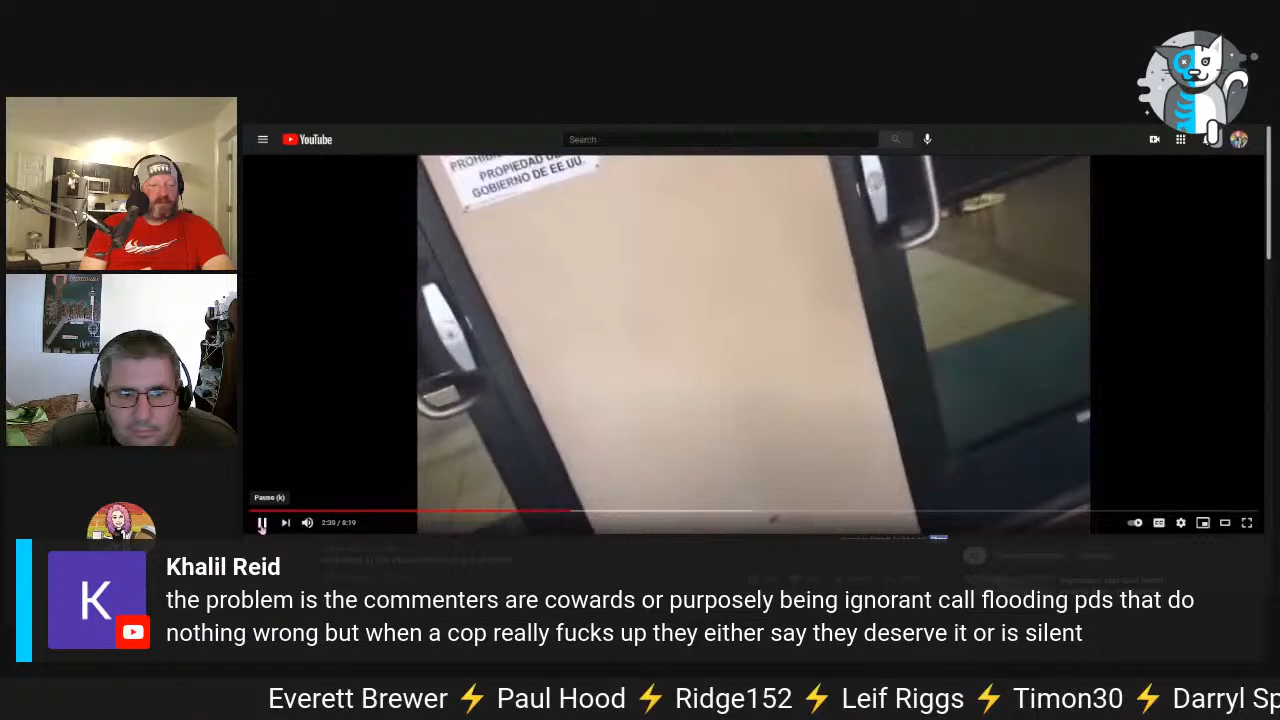 YouTube
Search
PROPIEDAD DE
GOBIERNO DE EE.UU.
Pause (k)
2:39 / 8:19
K
Khalil Reid
the problem is the commenters are cowards or purposely being ignorant call flooding pds that do
nothing wrong but when a cop really fucks up they either say they deserve it or is silent
Everett Brewer ⚡ Paul Hood ⚡ Ridge152 ⚡ Leif Riggs ⚡ Timon30 ⚡ Darryl Sp